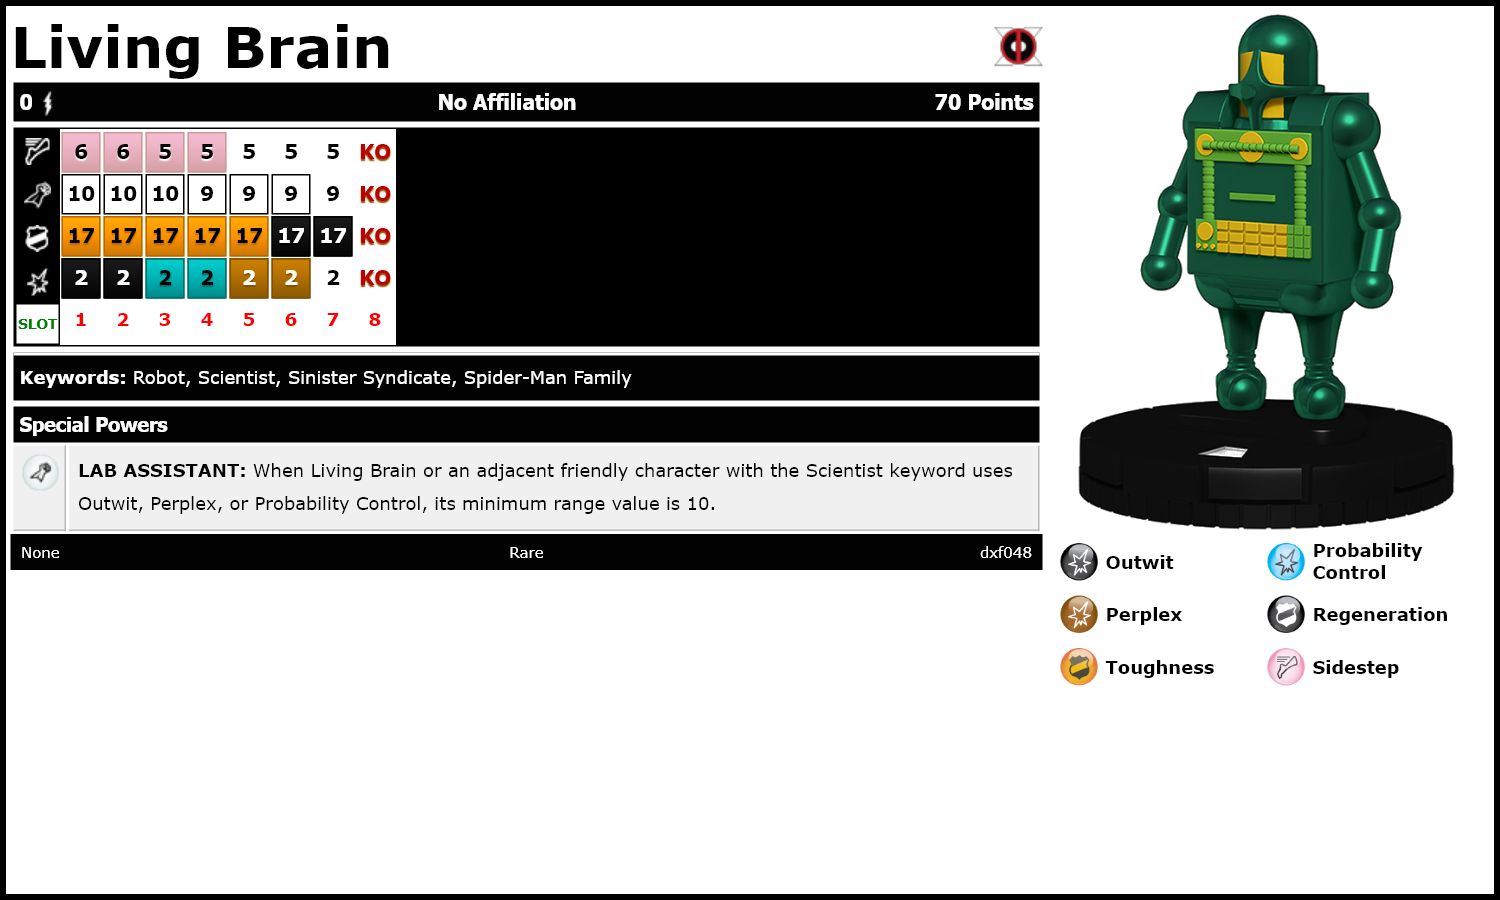 Living Brain
0 No Affiliation 70 Points
6 6 5 5 5 5 5 KO
10 10 10 9 9 9 9 KO
17 17 17 17 17 17 17 KO
2 2 2 2 2 2 2 KO
SLOT 1 2 3 4 5 6 7 8
Keywords: Robot, Scientist, Sinister Syndicate, Spider-Man Family
Special Powers
LAB ASSISTANT: When Living Brain or an adjacent friendly character with the Scientist keyword uses
Outwit, Perplex, or Probability Control, its minimum range value is 10.
None Rare dxf048
Outwit
Probability
Control
Perplex
Regeneration
Toughness
Sidestep